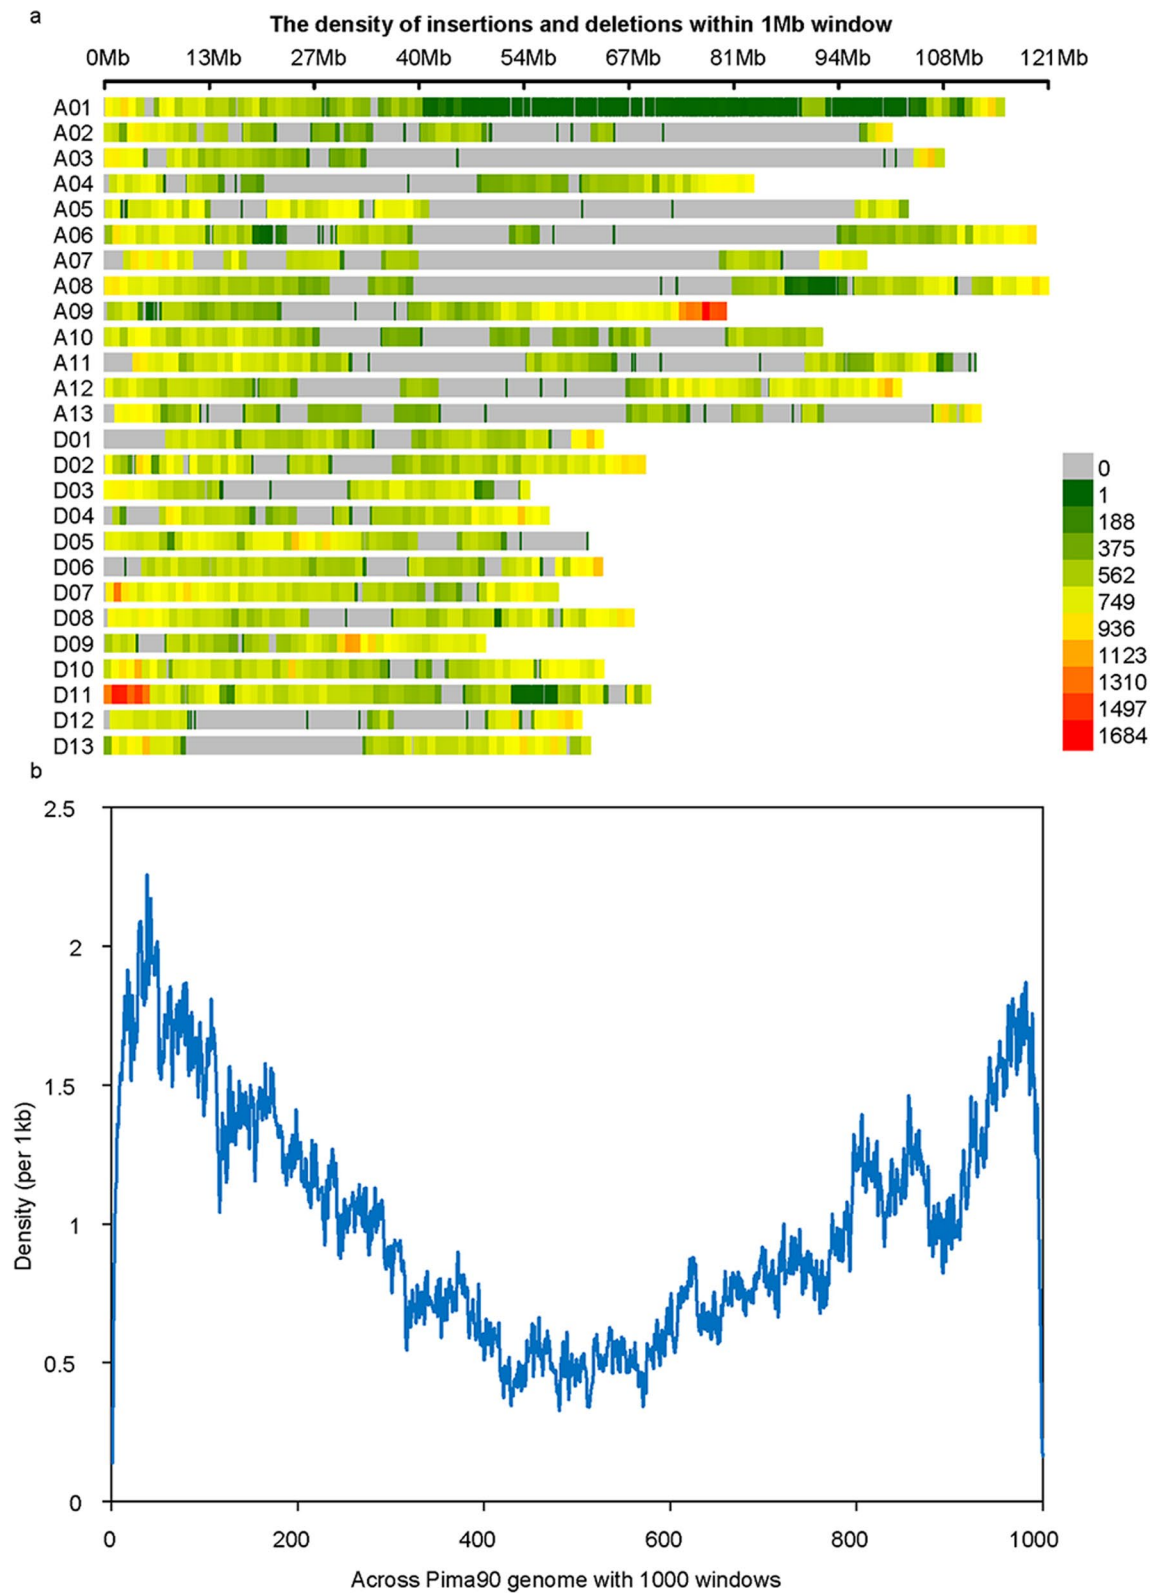 a
The density of insertions and deletions within 1Mb window
0Mb 13Mb 27Mb 40Mb 54Mb 67Mb 81Mb 94Mb 108Mb 121Mb
A01
A02
A03
A04
A05
A06
A07
A08
A09
A10
A11
A12
A13
D01
D02
D03
D04
D05
D06
D07
D08
D09
D10
D11
D12
D13
0
1
188
375
562
749
936
1123
1310
1497
1684
b
2.5
2
1.5
1
0.5
0
Density (per 1kb)
0 200 400 600 800 1000
Across Pima90 genome with 1000 windows